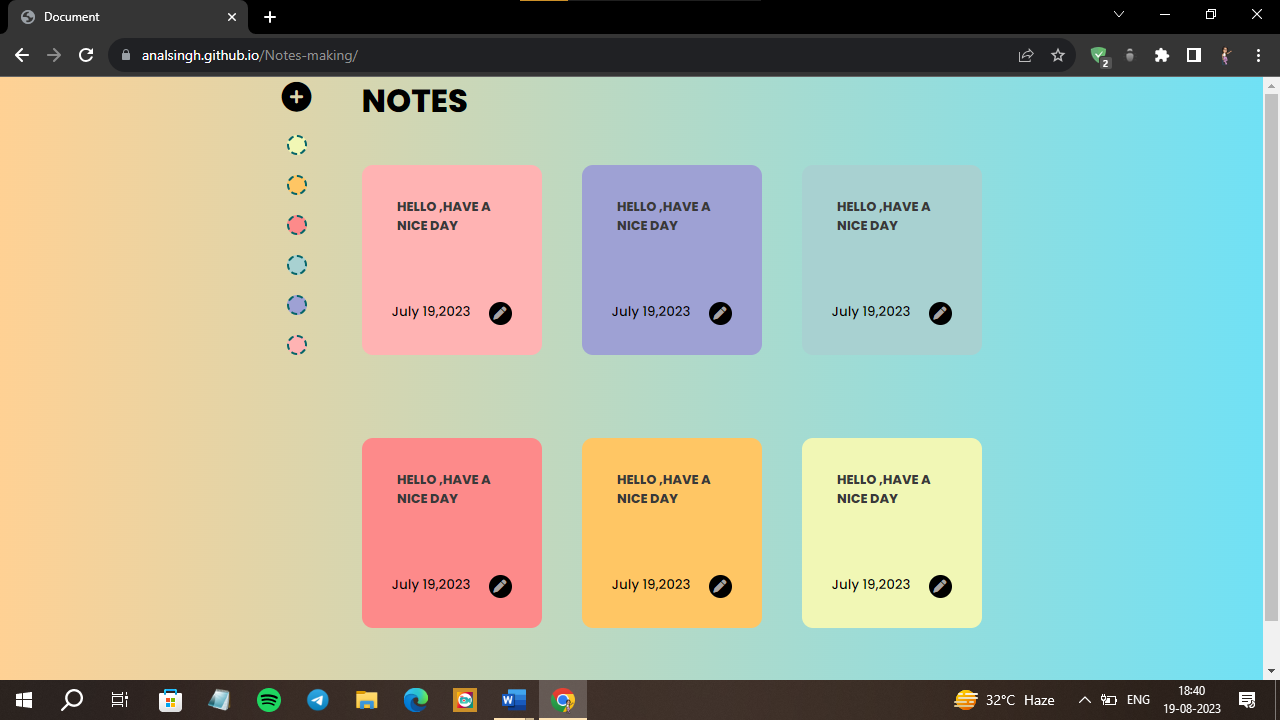 Document
analsingh.github.io/Notes-making/
2
NOTES
HELLO ,HAVE A
NICE DAY
July 19,2023
HELLO ,HAVE A
NICE DAY
July 19,2023
HELLO ,HAVE A
NICE DAY
July 19,2023
HELLO ,HAVE A
NICE DAY
July 19,2023
HELLO ,HAVE A
NICE DAY
July 19,2023
HELLO ,HAVE A
NICE DAY
July 19,2023
32°C Haze
ENG
18:40
19-08-2023